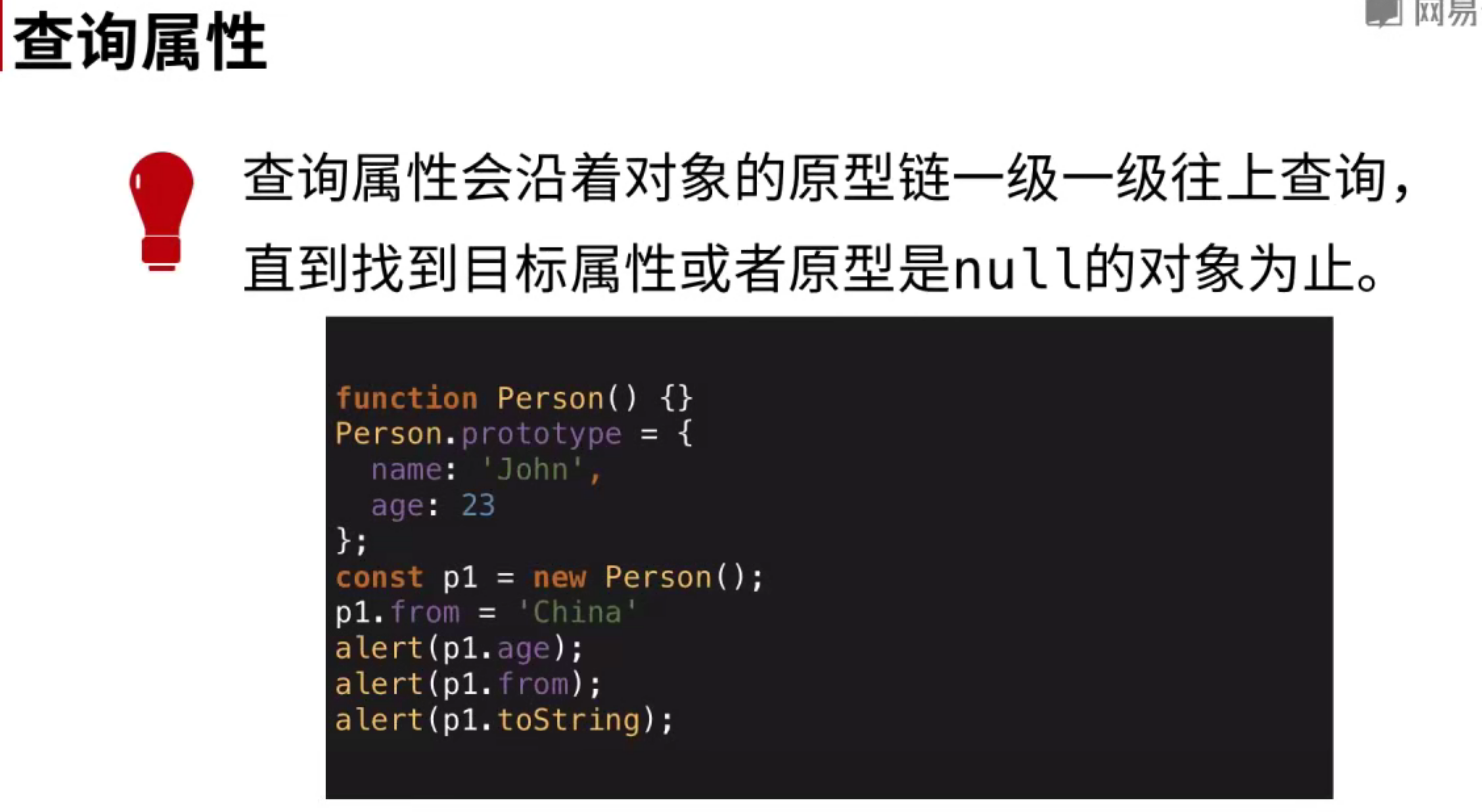 查询属性
网易
查询属性会沿着对象的原型链一级一级往上查询，
直到找到目标属性或者原型是null的对象为止。
function Person() {}
Person.prototype = {
  name: 'John',
  age: 23
};
const p1 = new Person();
p1.from = 'China'
alert(p1.age);
alert(p1.from);
alert(p1.toString);